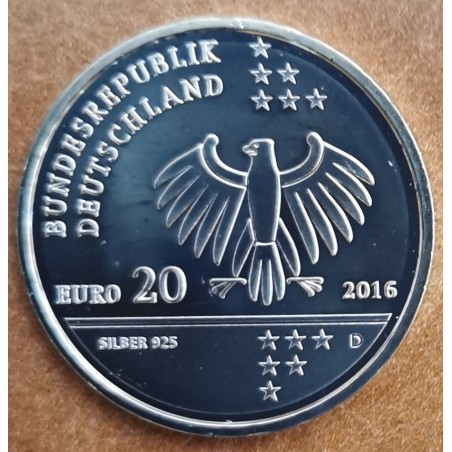 BUNDESREPUBLIK
DEUTSCHLAND
EURO 20 2016
SILBER 925 D